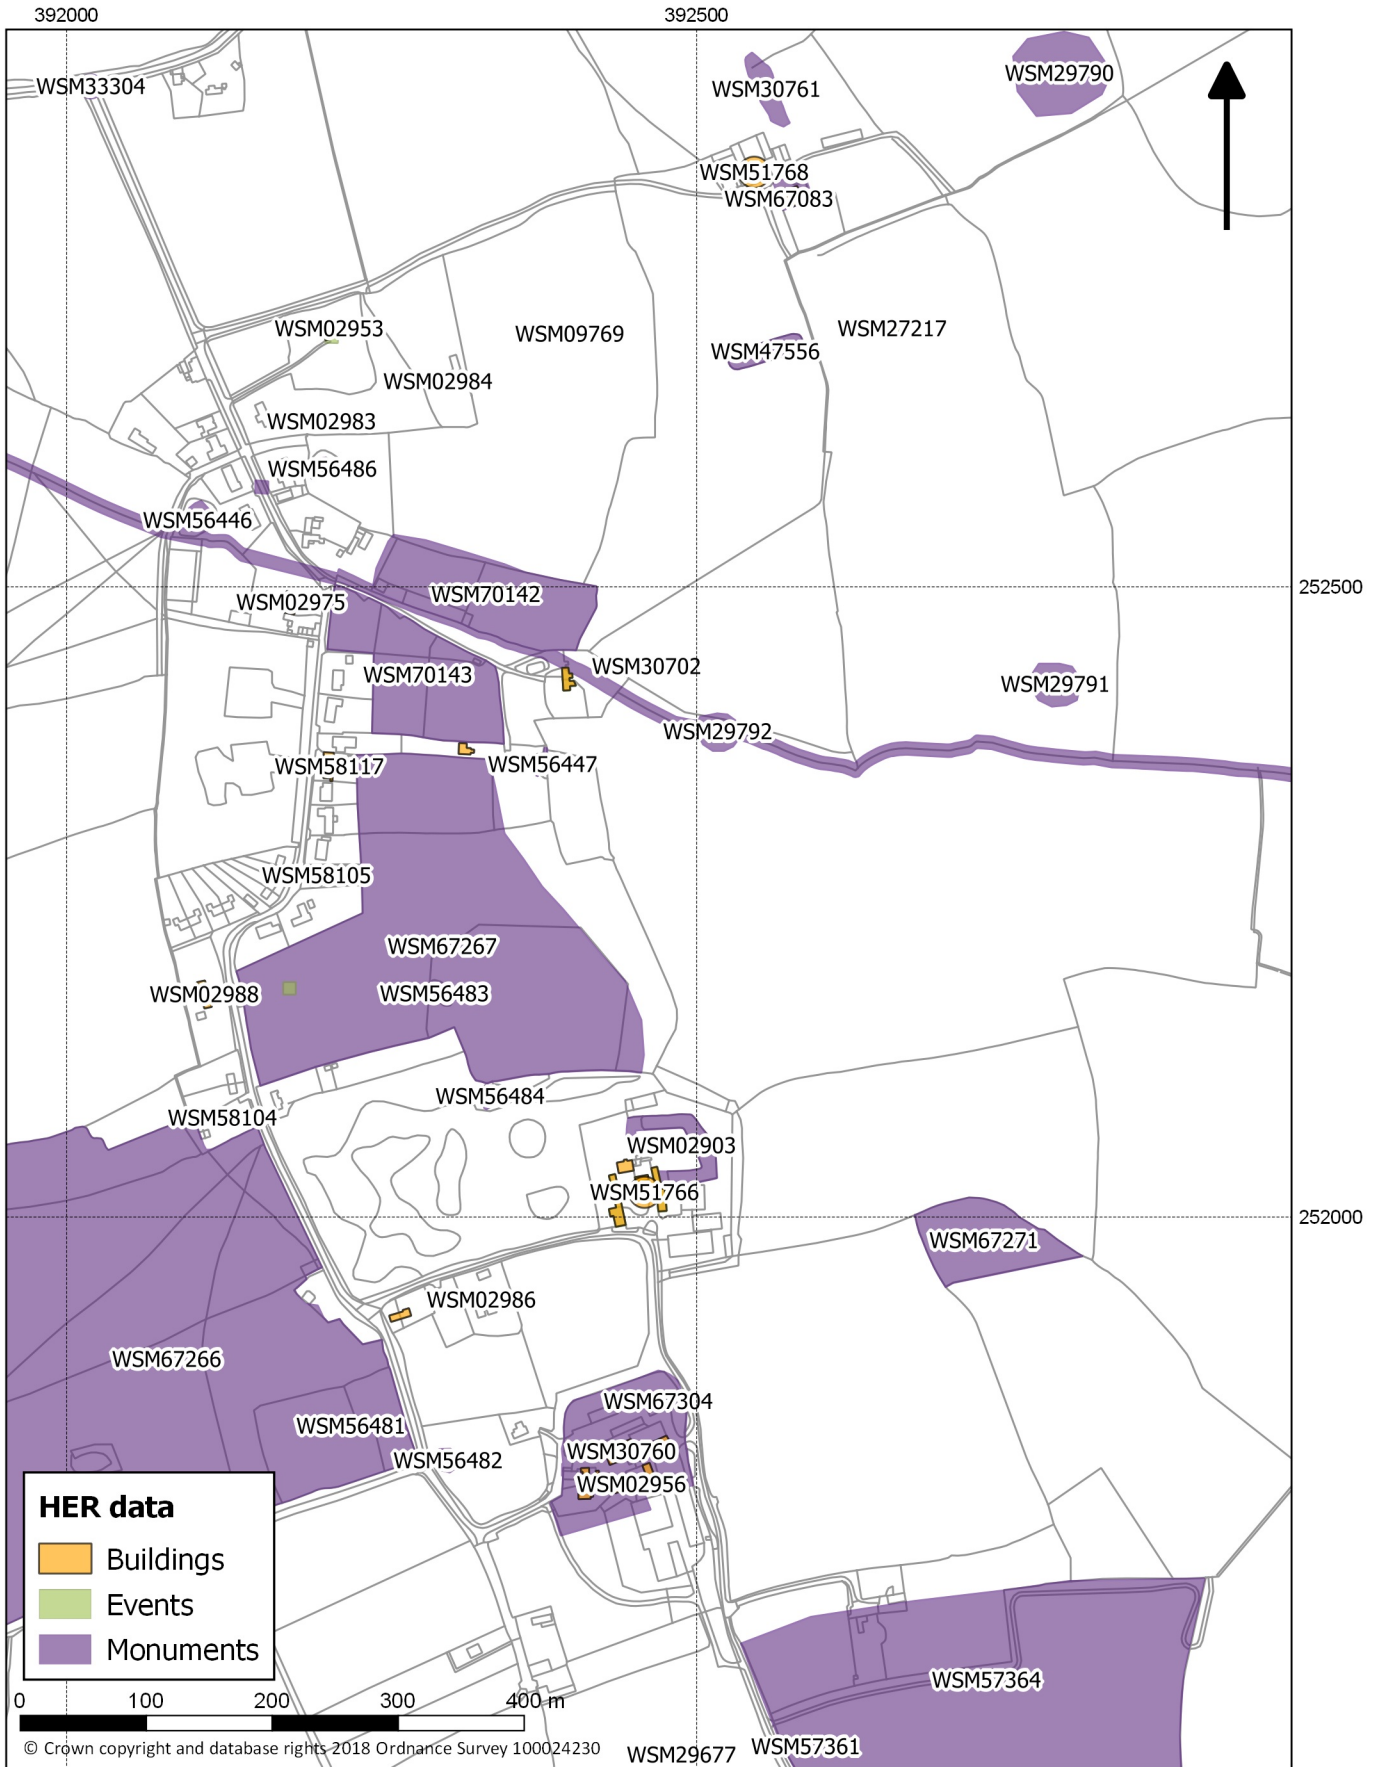 392000
392500
WSM33304
WSM30761
WSM29790
WSM51768
WSM67083
WSM02953
WSM09769
WSM27217
WSM47556
WSM02984
WSM02983
WSM56486
WSM56446
252500
WSM70142
WSM02975
WSM30702
WSM70143
WSM29791
WSM29792
WSM58117
WSM56447
WSM58105
WSM67267
WSM56483
WSM02988
WSM56484
WSM58104
WSM02903
WSM51766
252000
WSM67271
WSM02986
WSM67266
WSM67304
WSM56481
WSM30760
WSM56482
WSM02956
HER data
Buildings
Events
Monuments
WSM57364
0 100 200 300 400 m
© Crown copyright and database rights 2018 Ordnance Survey 100024230
WSM29677
WSM57361